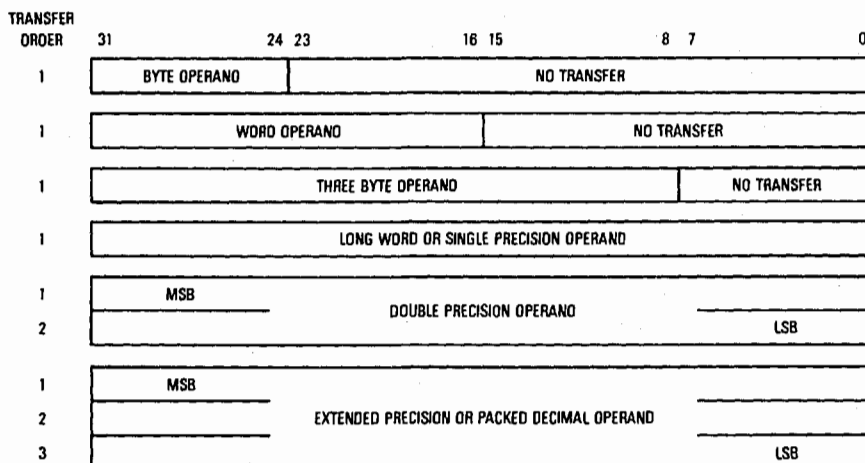 TRANSFER
ORDER 31 24 23 16 15 8 7 0
1 BYTE OPERAND NO TRANSFER
1 WORD OPERAND NO TRANSFER
1 THREE BYTE OPERAND NO TRANSFER
1 LONG WORD OR SINGLE PRECISION OPERAND
1 MSB
DOUBLE PRECISION OPERAND
2 LSB
1 MSB
2 EXTENDED PRECISION OR PACKED DECIMAL OPERAND
3 LSB